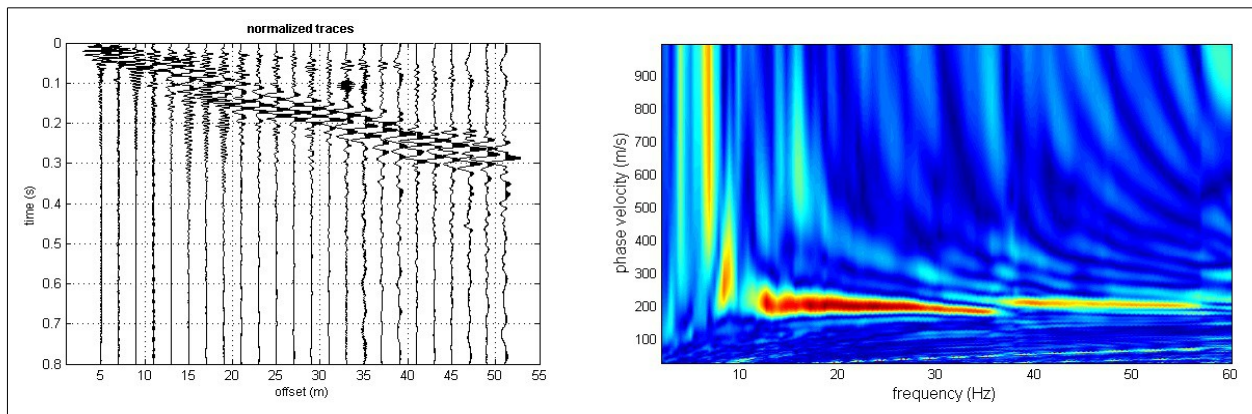 normalized traces
time (s)
0
0.1
0.2
0.3
0.4
0.5
0.6
0.7
0.8
5 10 15 20 25 30 35 40 45 50 55
offset (m)
phase velocity (m/s)
900
800
700
600
500
400
300
200
100
10 20 30 40 50 60
frequency (Hz)